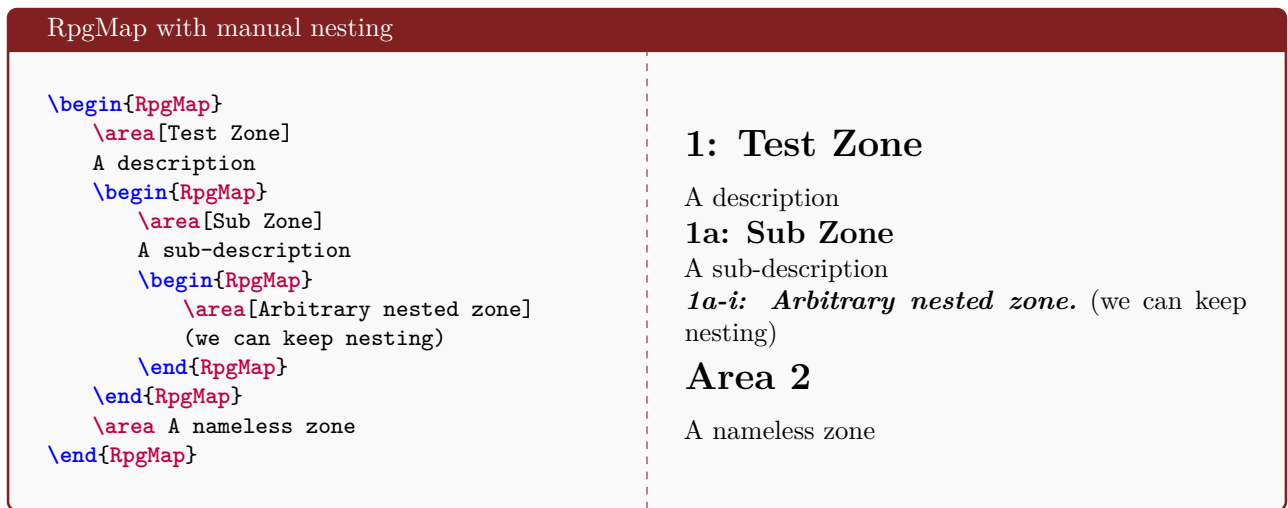 RpgMap with manual nesting
\begin{RpgMap}
    \area[Test Zone]
    A description
    \begin{RpgMap}
        \area[Sub Zone]
        A sub-description
        \begin{RpgMap}
            \area[Arbitrary nested zone]
            (we can keep nesting)
        \end{RpgMap}
    \end{RpgMap}
    \area A nameless zone
\end{RpgMap}
1: Test Zone
A description
1a: Sub Zone
A sub-description
1a-i: Arbitrary nested zone. (we can keep
nesting)
Area 2
A nameless zone